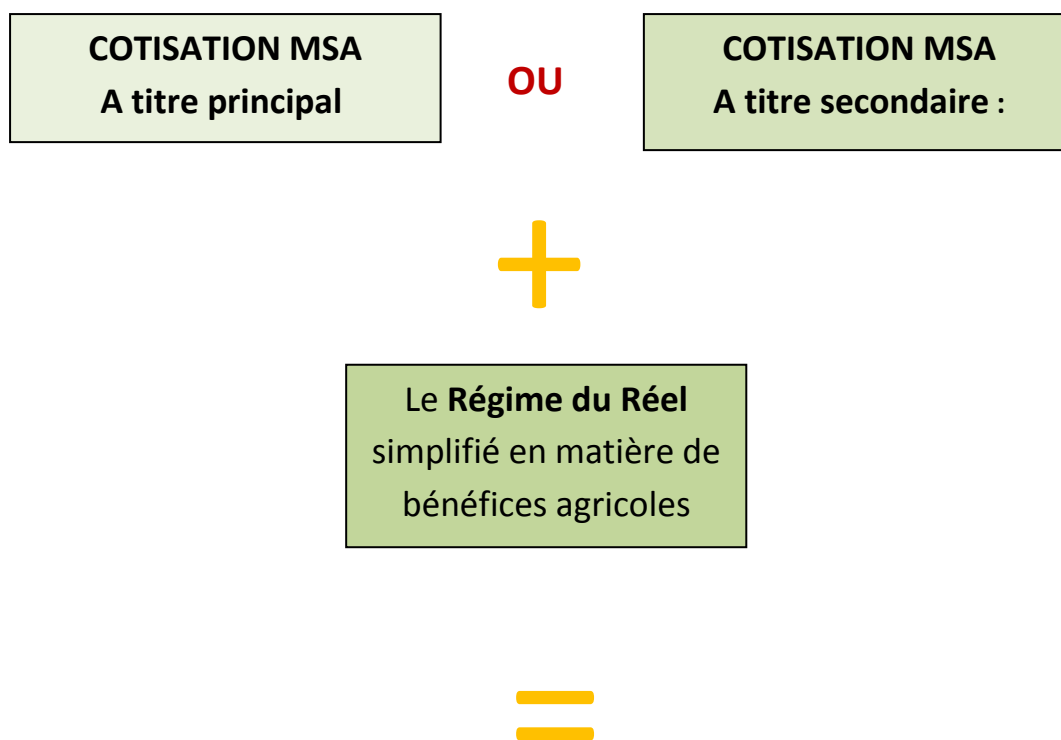 COTISATION MSA
A titre principal
OU
COTISATION MSA
A titre secondaire :
+
Le Régime du Réel
simplifié en matière de
bénéfices agricoles
=